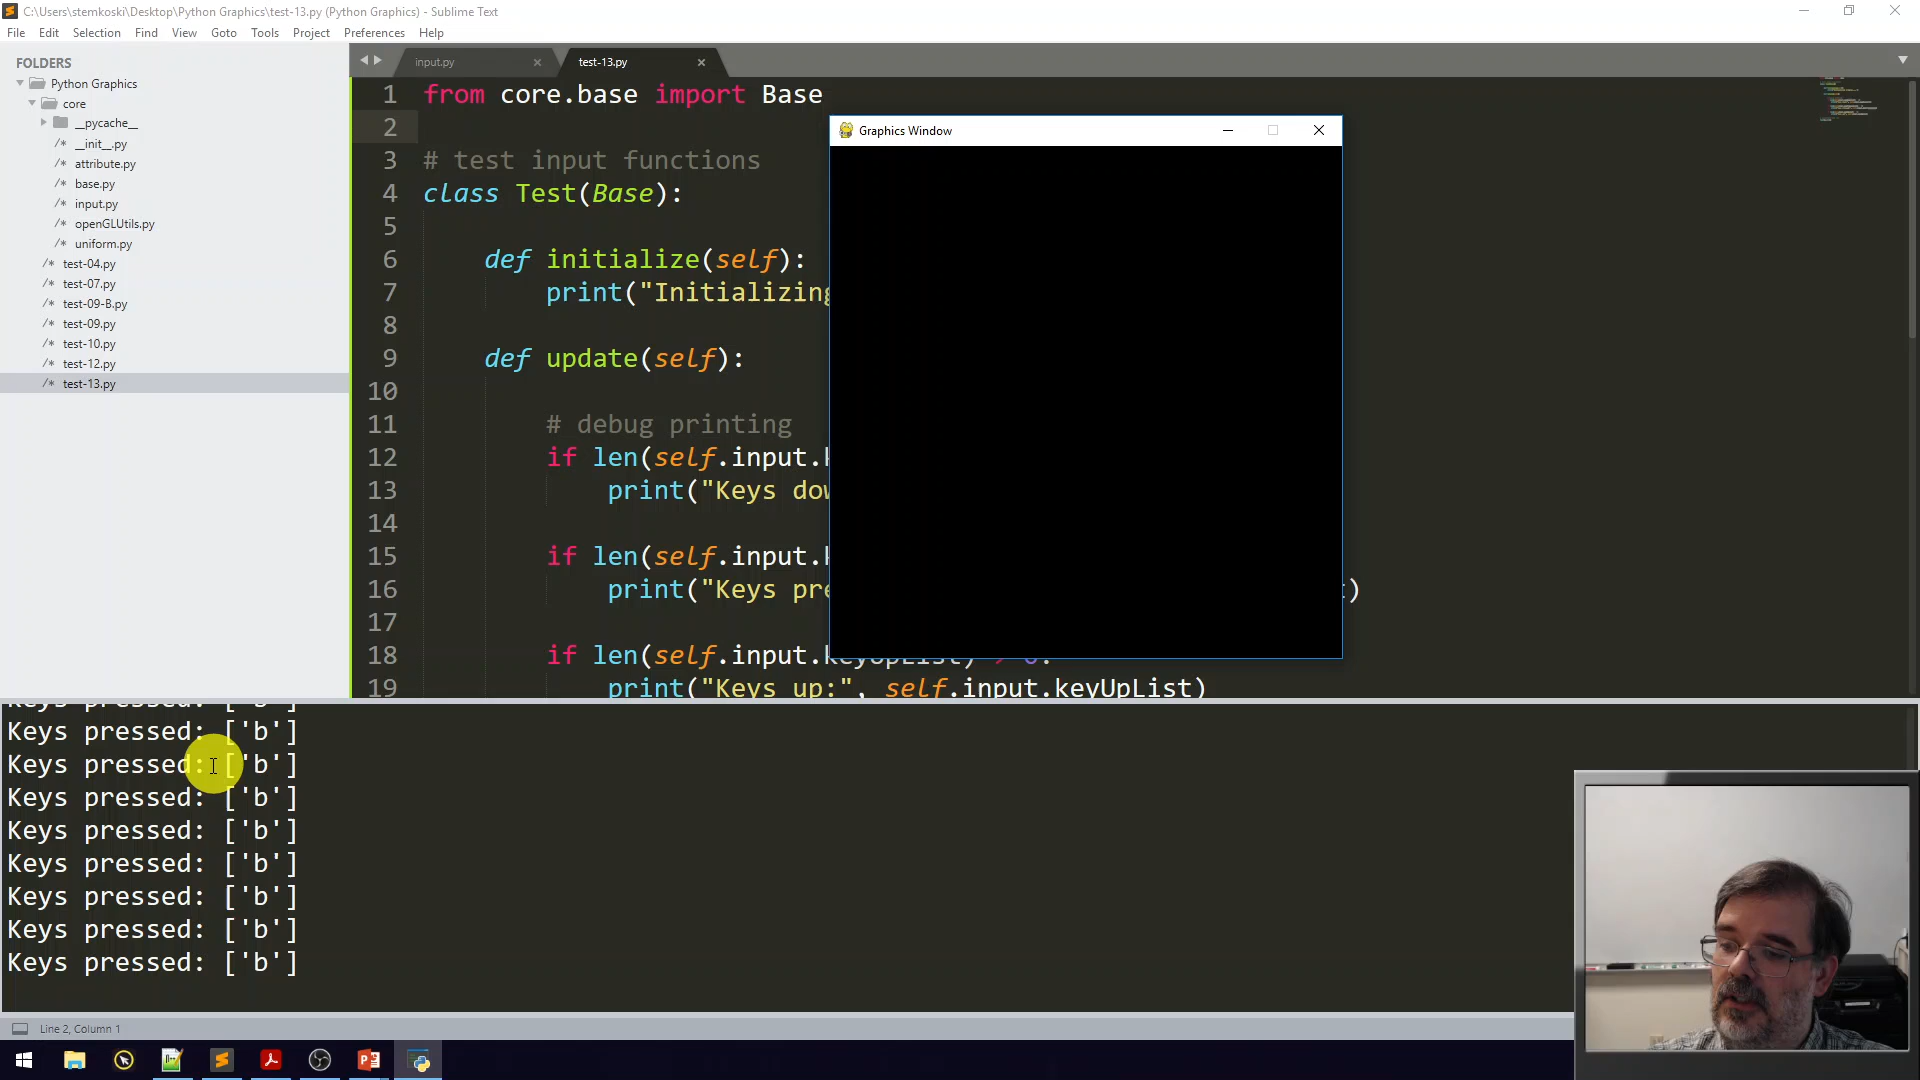 C:\Users\stemkoski\Desktop\Python Graphics\test-13.py (Python Graphics) - Sublime Text
File Edit Selection Find View Goto Tools Project Preferences Help
FOLDERS
Python Graphics
core
__pycache__
__init__.py
attribute.py
base.py
input.py
openGLUtils.py
uniform.py
test-04.py
test-07.py
test-09-B.py
test-09.py
test-10.py
test-12.py
test-13.py
input.py
test-13.py
1 from core.base import Base
2
3 # test input functions
4 class Test(Base):
5
6 def initialize(self):
7 print("Initializing
8
9 def update(self):
10
11 # debug printing
12 if len(self.input.k
13 print("Keys dow
14
15 if len(self.input.k
16 print("Keys pre )
17
18 if len(self.input.keyUpList) > 0:
19 print("Keys up:", self.input.keyUpList)
Graphics Window
Keys pressed: ['b']
Keys pressed: ['b']
Keys pressed: ['b']
Keys pressed: ['b']
Keys pressed: ['b']
Keys pressed: ['b']
Keys pressed: ['b']
Keys pressed: ['b']
Keys pressed: ['b']
Line 2, Column 1